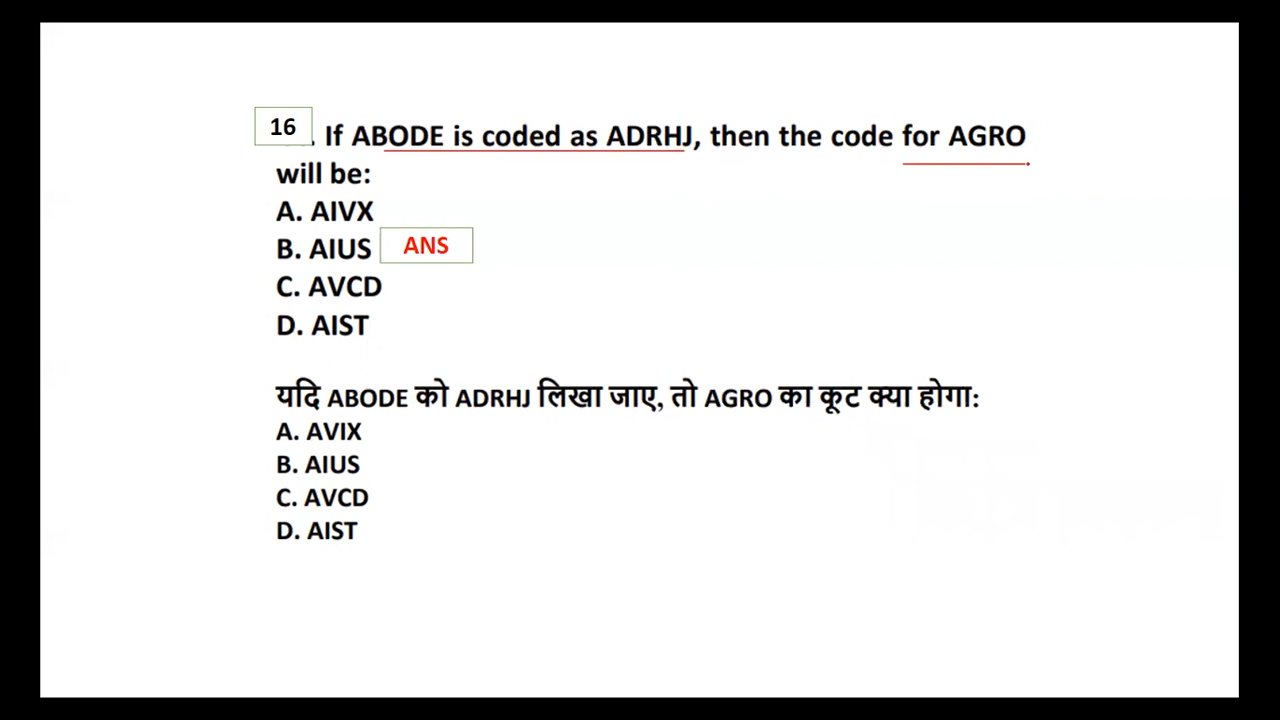 16. If ABODE is coded as ADRHJ, then the code for AGRO
will be:
A. AIVX
B. AIUS ANS
C. AVCD
D. AIST
यदि ABODE को ADRHJ लिखा जाए, तो AGRO का कूट क्या होगा:
A. AVIX
B. AIUS
C. AVCD
D. AIST